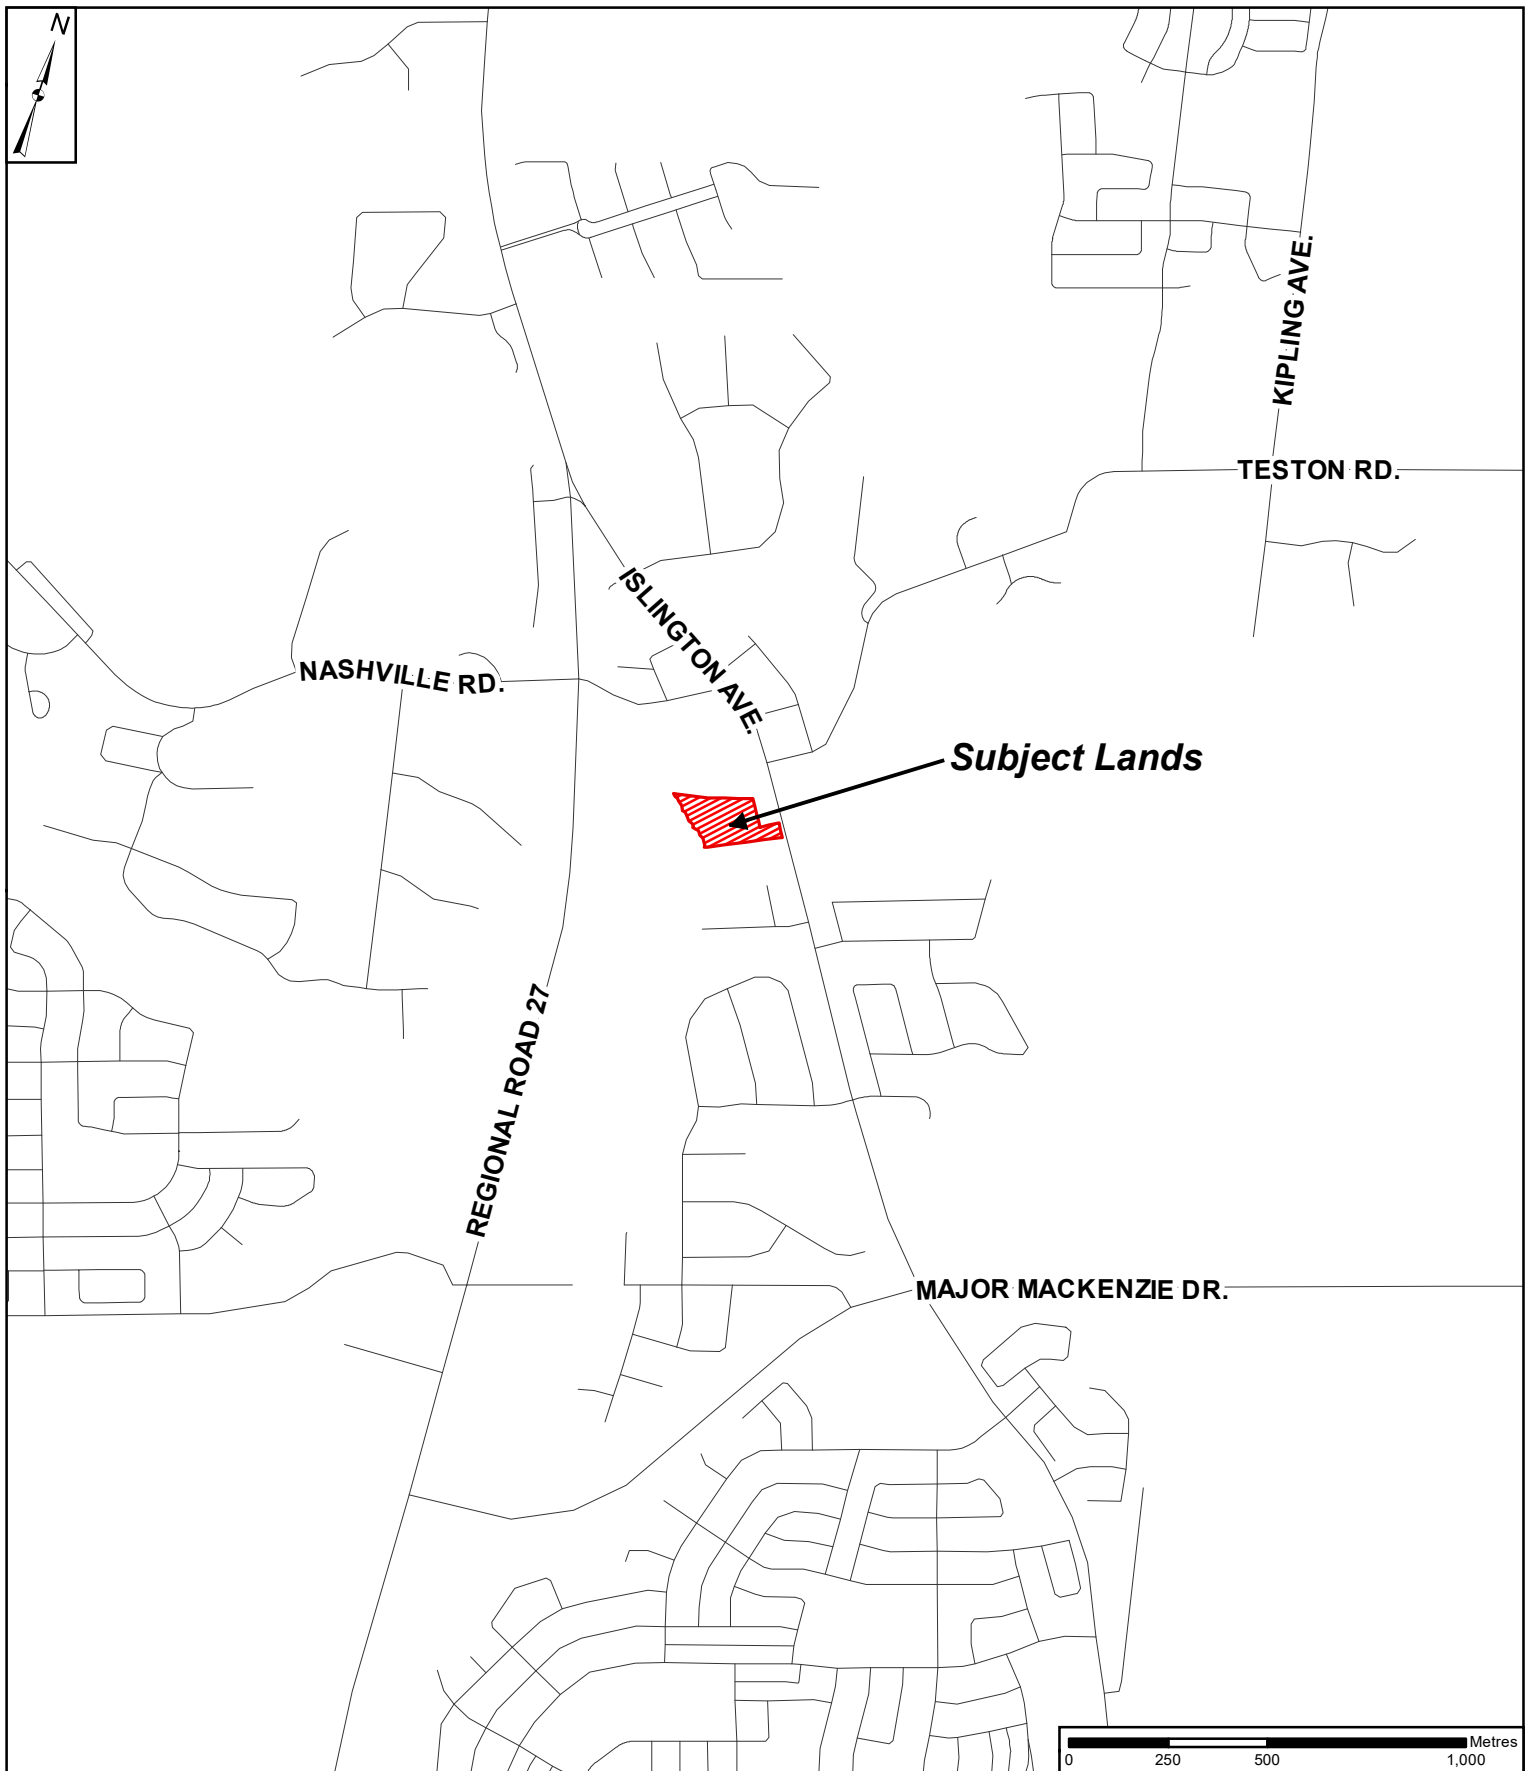 N
KIPLING AVE.
TESTON RD.
ISLINGTON AVE.
NASHVILLE RD.
Subject Lands
REGIONAL ROAD 27
MAJOR MACKENZIE DR.
Metres
0 250 500 1,000